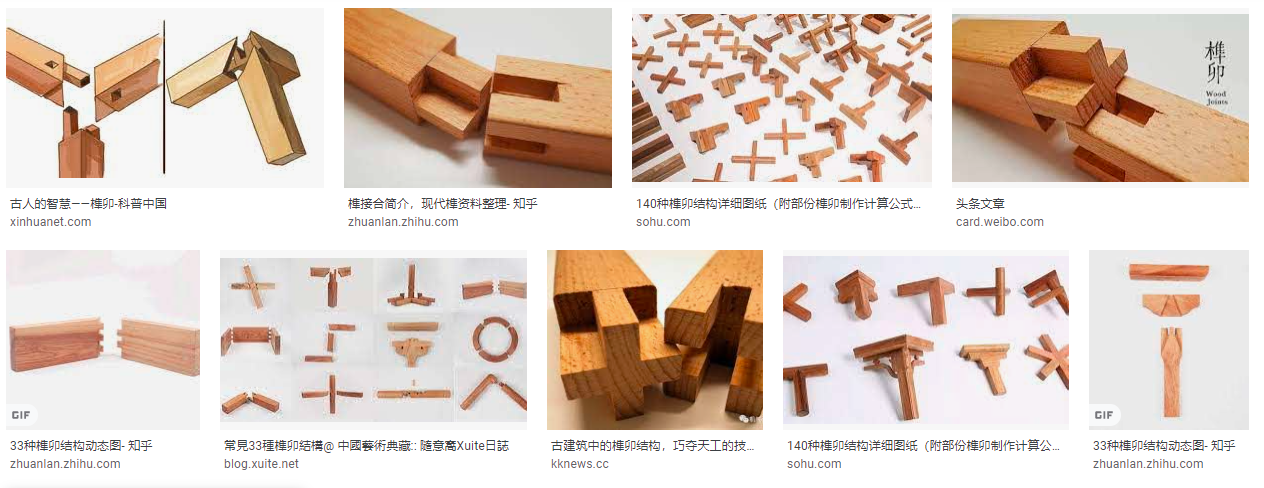 榫
卯
Wood
Joints
古人的智慧——榫卯-科普中国
xinhuanet.com
榫接合简介，现代榫资料整理- 知乎
zhuanlan.zhihu.com
140种榫卯结构详细图纸（附部份榫卯制作计算公式...
sohu.com
头条文章
card.weibo.com
GIF
GIF
33种榫卯结构动态图- 知乎
zhuanlan.zhihu.com
常見33種榫卯結構@ 中國藝術典藏:: 隨意窩Xuite日誌
blog.xuite.net
古建筑中的榫卯结构，巧夺天工的技...
kknews.cc
140种榫卯结构详细图纸（附部份榫卯制作计算公...
sohu.com
33种榫卯结构动态图- 知乎
zhuanlan.zhihu.com